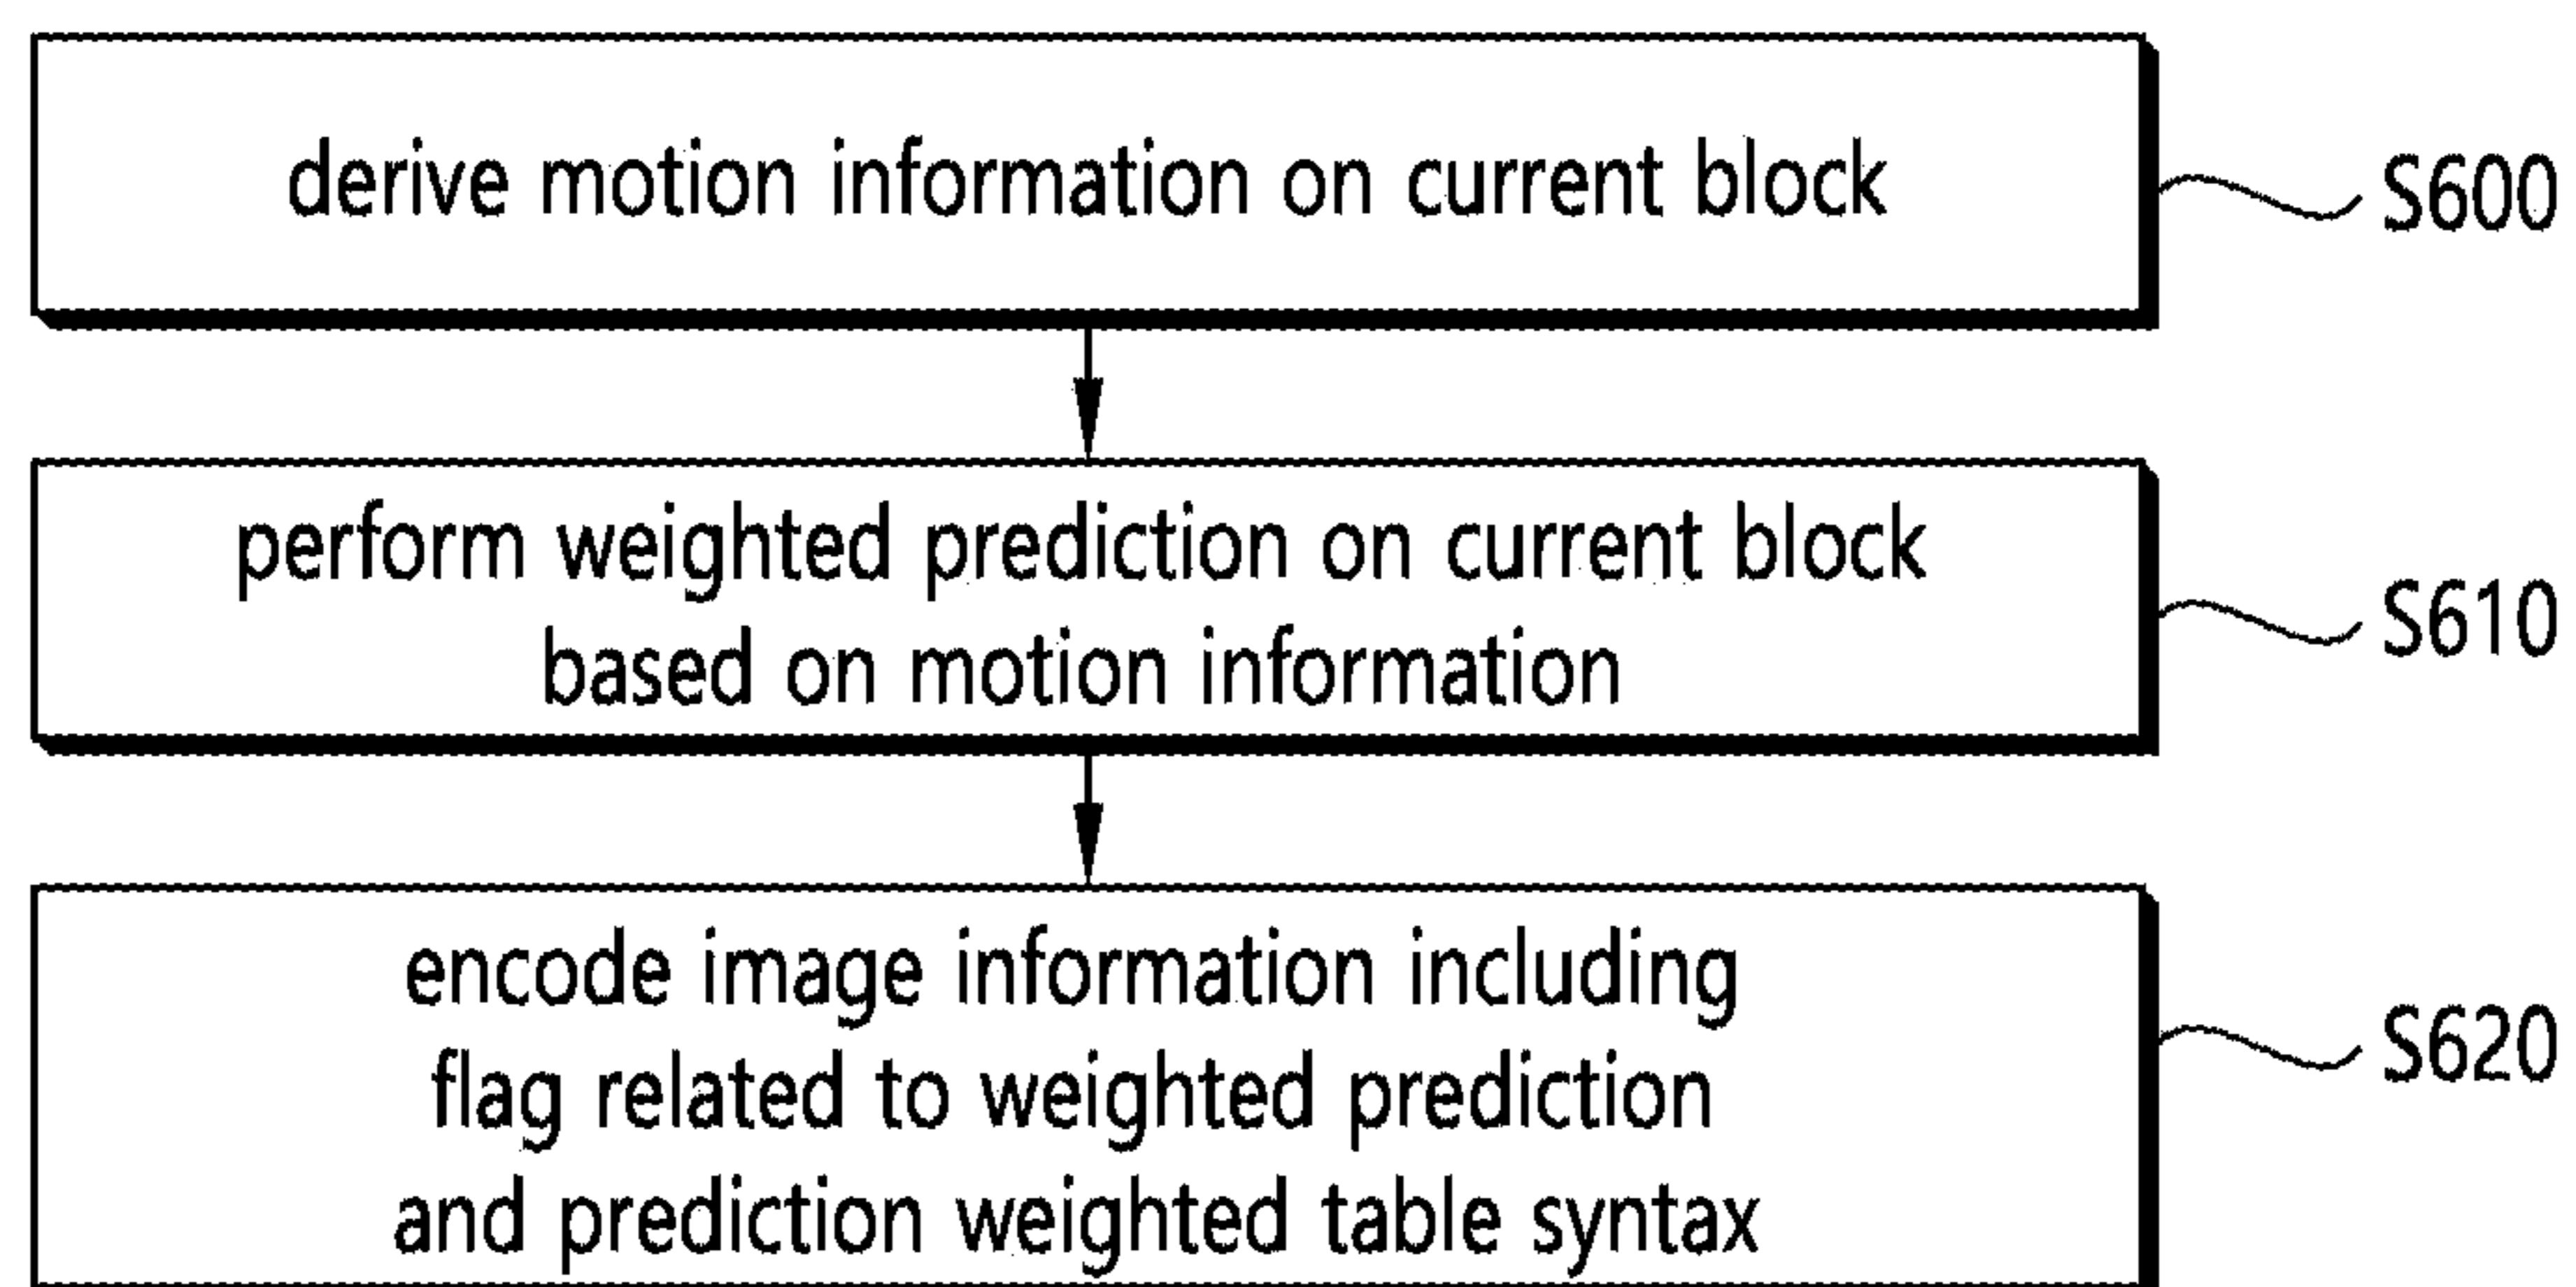 derive motion information on current block
S600
perform weighted prediction on current block
based on motion information
S610
encode image information including
flag related to weighted prediction
and prediction weighted table syntax
S620